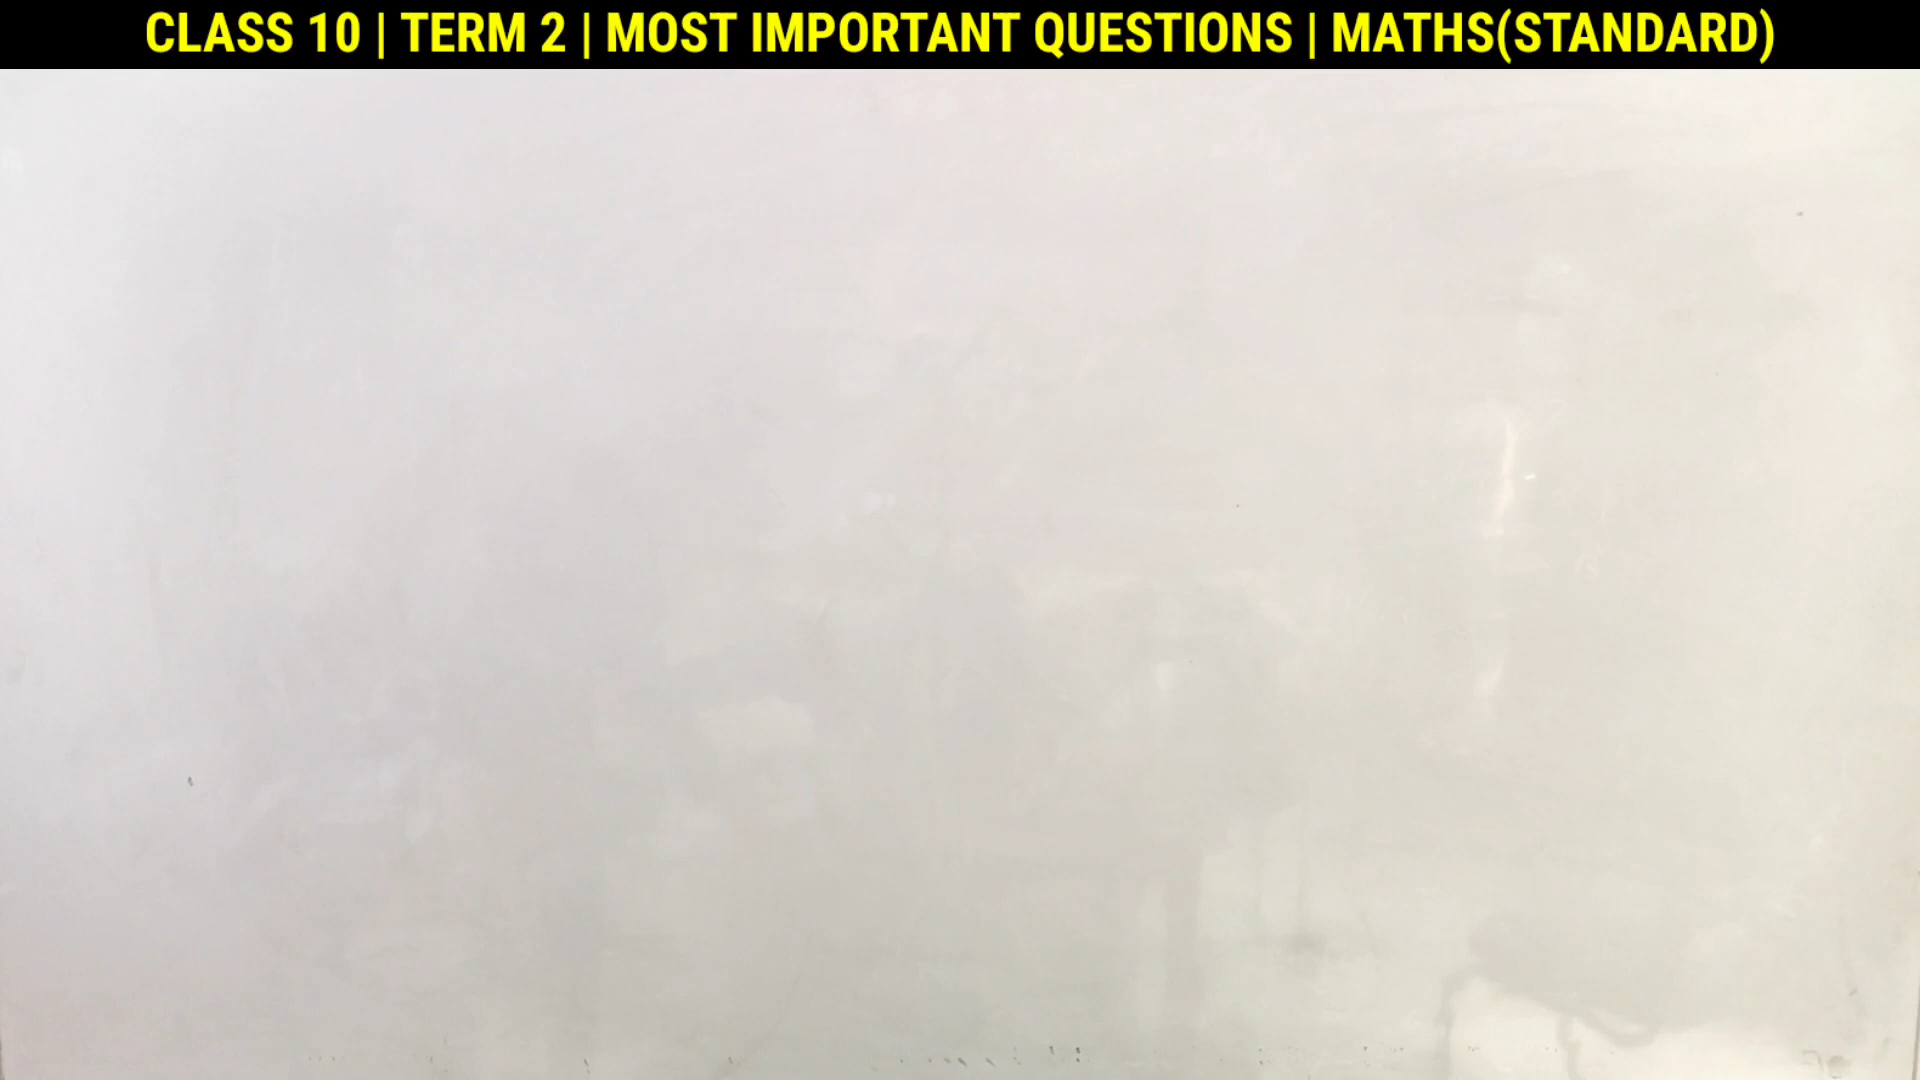 CLASS 10 | TERM 2 | MOST IMPORTANT QUESTIONS | MATHS(STANDARD)